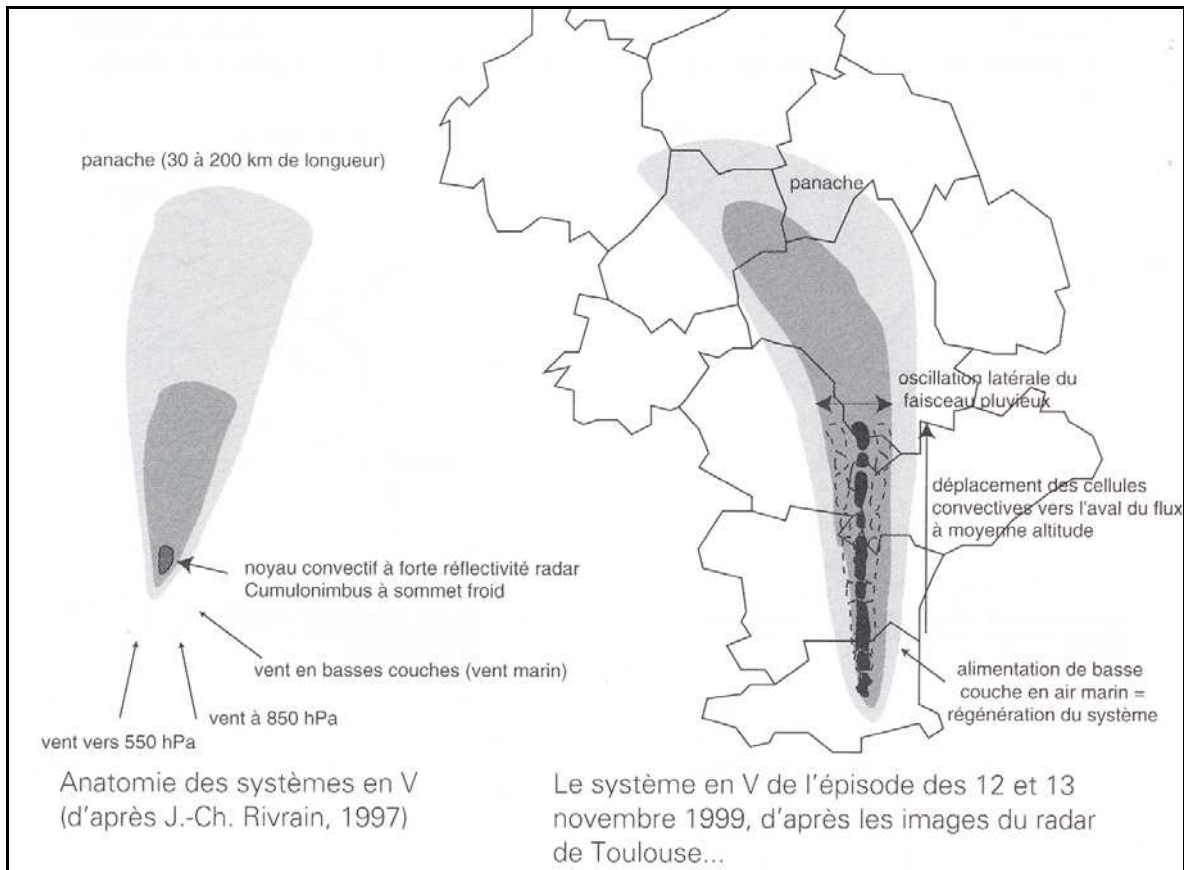 panache (30 à 200 km de longueur)
noyau convectif à forte réflectivité radar
Cumulonimbus à sommet froid
vent en basses couches (vent marin)
vent à 850 hPa
vent vers 550 hPa
Anatomie des systèmes en V
(d'après J.-Ch. Rivrain, 1997)
panache
oscillation latérale du
faisceau pluvieux
déplacement des cellules
convectives vers l'aval du flux
à moyenne altitude
alimentation de basse
couche en air marin =
régénération du système
Le système en V de l'épisode des 12 et 13
novembre 1999, d'après les images du radar
de Toulouse...